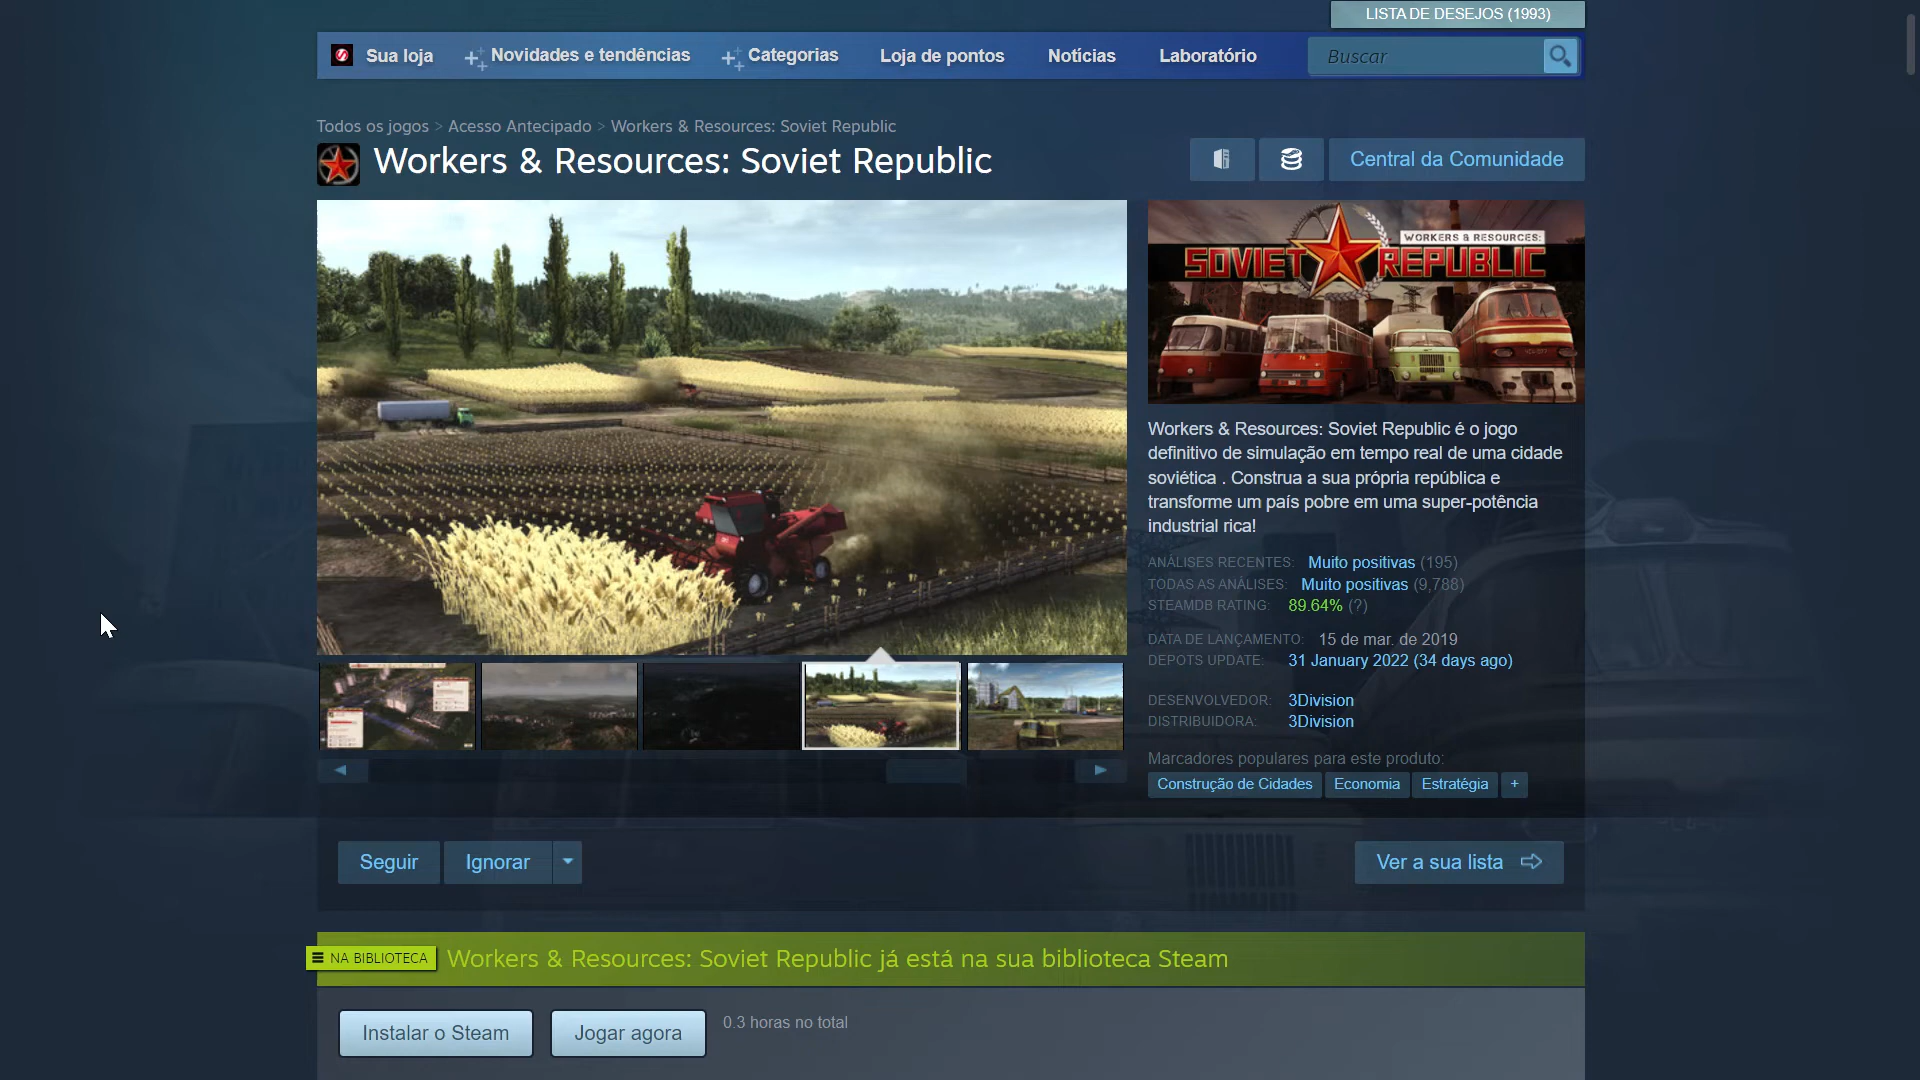 LISTA DE DESEJOS (1993)
Sua loja
Novidades e tendências
Categorias
Loja de pontos
Notícias
Laboratório
Buscar
Todos os jogos > Acesso Antecipado > Workers & Resources: Soviet Republic
Workers & Resources: Soviet Republic
Central da Comunidade
WORKERS & RESOURCES:
SOVIET REPUBLIC
Workers & Resources: Soviet Republic é o jogo
definitivo de simulação em tempo real de uma cidade
soviética . Construa a sua própria república e
transforme um país pobre em uma super-potência
industrial rica!
ANÁLISES RECENTES: Muito positivas (195)
TODAS AS ANÁLISES: Muito positivas (9,788)
STEAMDB RATING: 89.64% (?)
DATA DE LANÇAMENTO: 15 de mar. de 2019
DEPOTS UPDATE: 31 January 2022 (34 days ago)
DESENVOLVEDOR: 3Division
DISTRIBUIDORA: 3Division
Marcadores populares para este produto:
Construção de Cidades
Economia
Estratégia
+
Seguir
Ignorar
Ver a sua lista
NA BIBLIOTECA
Workers & Resources: Soviet Republic já está na sua biblioteca Steam
Instalar o Steam
Jogar agora
0.3 horas no total